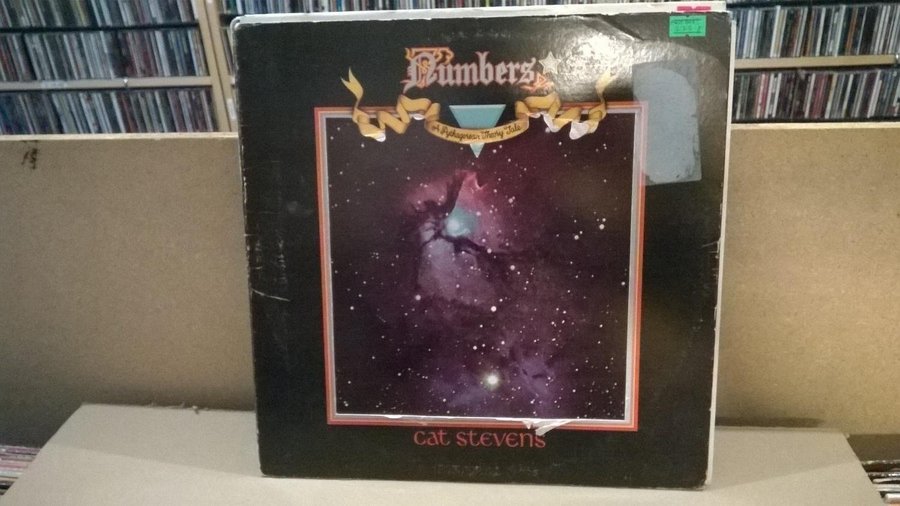 Numbers
A Pythagorean Theory Tale
cat stevens